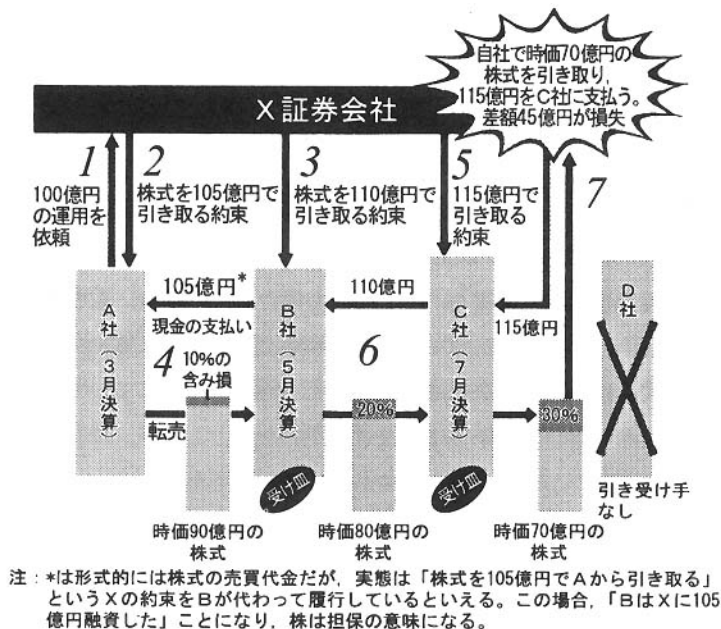 自社で時価70億円の
株式を引き取り,
115億円をC社に支払う。
差額45億円が損失
X証券会社
1
100億円
の運用を
依頼
2
株式を105億円で
引き取る約束
3
株式を110億円で
引き取る約束
5
115億円で
引き取る
約束
7
A社(3月決算)
105億円*
現金の支払い
4
10%の
含み損
転売
B社(5月決算)
受け皿
110億円
6
20%
C社(7月決算)
受け皿
115億円
30%
D社
引き受け手
なし
時価90億円の
株式
時価80億円の
株式
時価70億円の
株式
注:*は形式的には株式の売買代金だが,実態は「株式を105億円でAから引き取る」
というXの約束をBが代わって履行しているといえる。この場合,「BはXに105
億円融資した」ことになり,株は担保の意味になる。